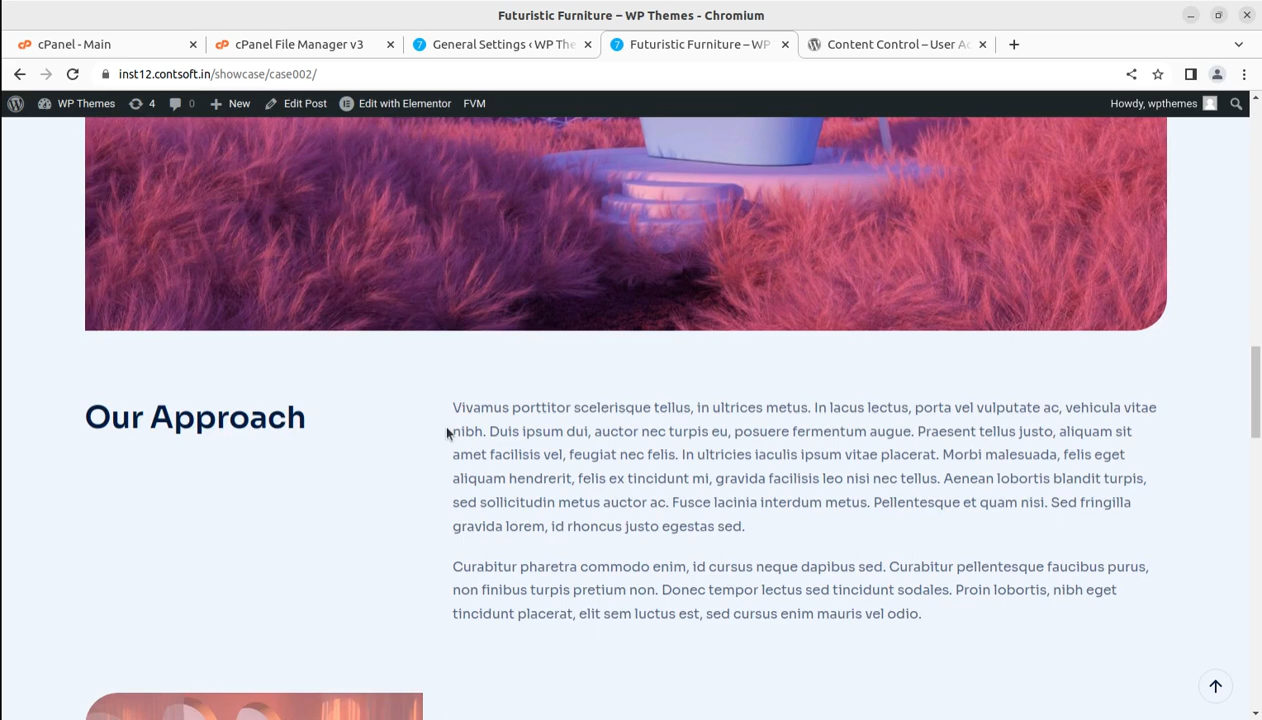 Futuristic Furniture – WP Themes - Chromium
cPanel - Main
cPanel File Manager v3
General Settings ‹ WP The
Futuristic Furniture – WP
Content Control – User Ac
inst12.contsoft.in/showcase/case002/
WP Themes 4 0 New Edit Post Edit with Elementor FVM Howdy, wpthemes
Our Approach
Vivamus porttitor scelerisque tellus, in ultrices metus. In lacus lectus, porta vel vulputate ac, vehicula vitae
nibh. Duis ipsum dui, auctor nec turpis eu, posuere fermentum augue. Praesent tellus justo, aliquam sit
amet facilisis vel, feugiat nec felis. In ultricies iaculis ipsum vitae placerat. Morbi malesuada, felis eget
aliquam hendrerit, felis ex tincidunt mi, gravida facilisis leo nisi nec tellus. Aenean lobortis blandit turpis,
sed sollicitudin metus auctor ac. Fusce lacinia interdum metus. Pellentesque et quam nisi. Sed fringilla
gravida lorem, id rhoncus justo egestas sed.
Curabitur pharetra commodo enim, id cursus neque dapibus sed. Curabitur pellentesque faucibus purus,
non finibus turpis pretium non. Donec tempor lectus sed tincidunt sodales. Proin lobortis, nibh eget
tincidunt placerat, elit sem luctus est, sed cursus enim mauris vel odio.